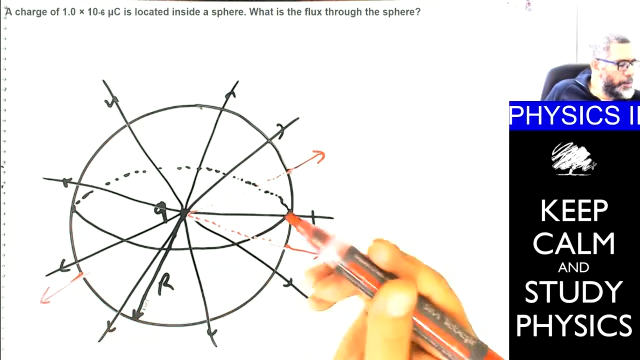 A charge of 1.0 × 10-6 μC is located inside a sphere. What is the flux through the sphere?
PHYSICS II
q
R
KEEP
CALM
AND
STUDY
PHYSICS